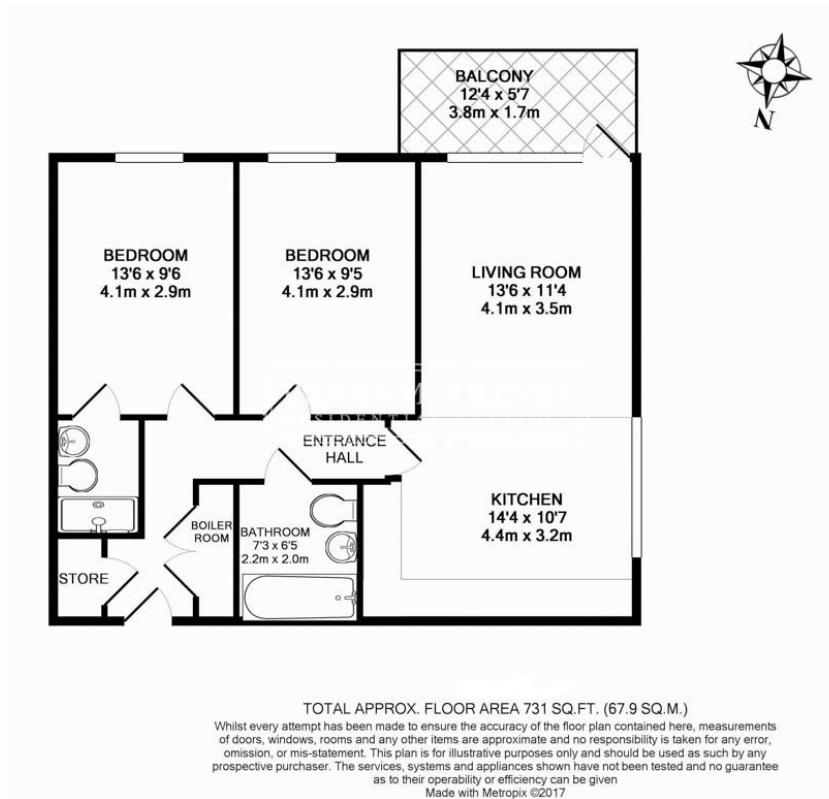 BALCONY
12'4 x 5'7
3.8m x 1.7m
N
BEDROOM
13'6 x 9'6
4.1m x 2.9m
BEDROOM
13'6 x 9'5
4.1m x 2.9m
LIVING ROOM
13'6 x 11'4
4.1m x 3.5m
ENTRANCE
HALL
KITCHEN
14'4 x 10'7
4.4m x 3.2m
BOILER
ROOM
BATHROOM
7'3 x 6'5
2.2m x 2.0m
STORE
TOTAL APPROX. FLOOR AREA 731 SQ.FT. (67.9 SQ.M.)
Whilst every attempt has been made to ensure the accuracy of the floor plan contained here, measurements
of doors, windows, rooms and any other items are approximate and no responsibility is taken for any error,
omission, or mis-statement. This plan is for illustrative purposes only and should be used as such by any
prospective purchaser. The services, systems and appliances shown have not been tested and no guarantee
as to their operability or efficiency can be given
Made with Metropix ©2017